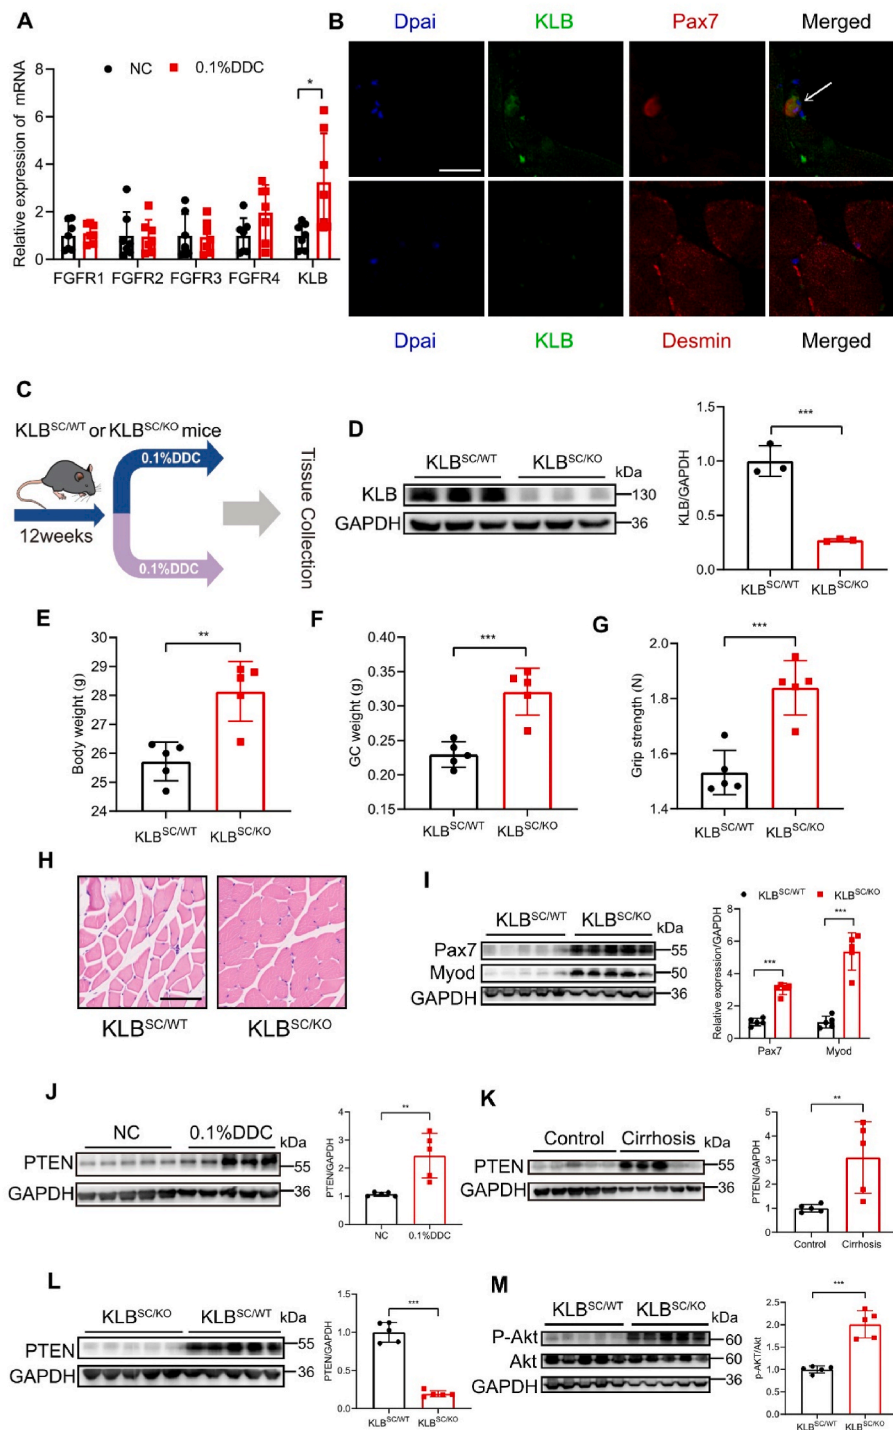 A
Relative expression of mRNA
8
6
4
2
0
NC
0.1%DDC
*
FGFR1 FGFR2 FGFR3 FGFR4 KLB
B
Dpai KLB Pax7 Merged
Dpai KLB Desmin Merged
C
KLBSC/WT or KLBSC/KO mice
0.1%DDC
12weeks
0.1%DDC
Tissue Collection
D
KLBSC/WT KLBSC/KO kDa
KLB 130
GAPDH 36
KLB/GAPDH
1.5
1.0
0.5
0.0
***
KLBSC/WT KLBSC/KO
E
Body weight (g)
30
29
28
27
26
25
24
**
KLBSC/WT KLBSC/KO
F
GC weight (g)
0.40
0.35
0.30
0.25
0.20
0.15
***
KLBSC/WT KLBSC/KO
G
Grip strength (N)
2.0
1.8
1.6
1.4
***
KLBSC/WT KLBSC/KO
H
KLBSC/WT KLBSC/KO
I
KLBSC/WT KLBSC/KO kDa
Pax7 55
Myod 50
GAPDH 36
KLBSC/WT KLBSC/KO
Relative expression/GAPDH
8
6
4
2
0
*** ***
Pax7 Myod
J
NC 0.1%DDC kDa
PTEN 55
GAPDH 36
PTEN/GAPDH
4
3
2
1
0
**
NC 0.1%DDC
K
Control Cirrhosis kDa
PTEN 55
GAPDH 36
PTEN/GAPDH
5
4
3
2
1
0
**
Control Cirrhosis
L
KLBSC/KO KLBSC/WT kDa
PTEN 55
GAPDH 36
PTEN/GAPDH
1.5
1.0
0.5
0.0
***
KLBSC/WT KLBSC/KO
M
KLBSC/WT KLBSC/KO kDa
P-Akt 60
Akt 60
GAPDH 36
p-AKT/Akt
2.5
2.0
1.5
1.0
0.5
0.0
***
KLBSC/WT KLBSC/KO